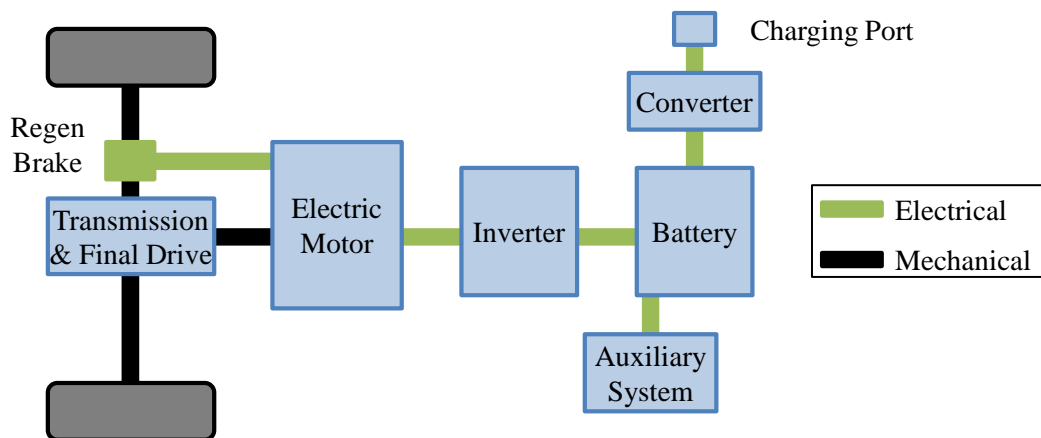 Charging Port
Converter
Regen
Brake
Transmission
& Final Drive
Electric
Motor
Inverter
Battery
Auxiliary
System
Electrical
Mechanical